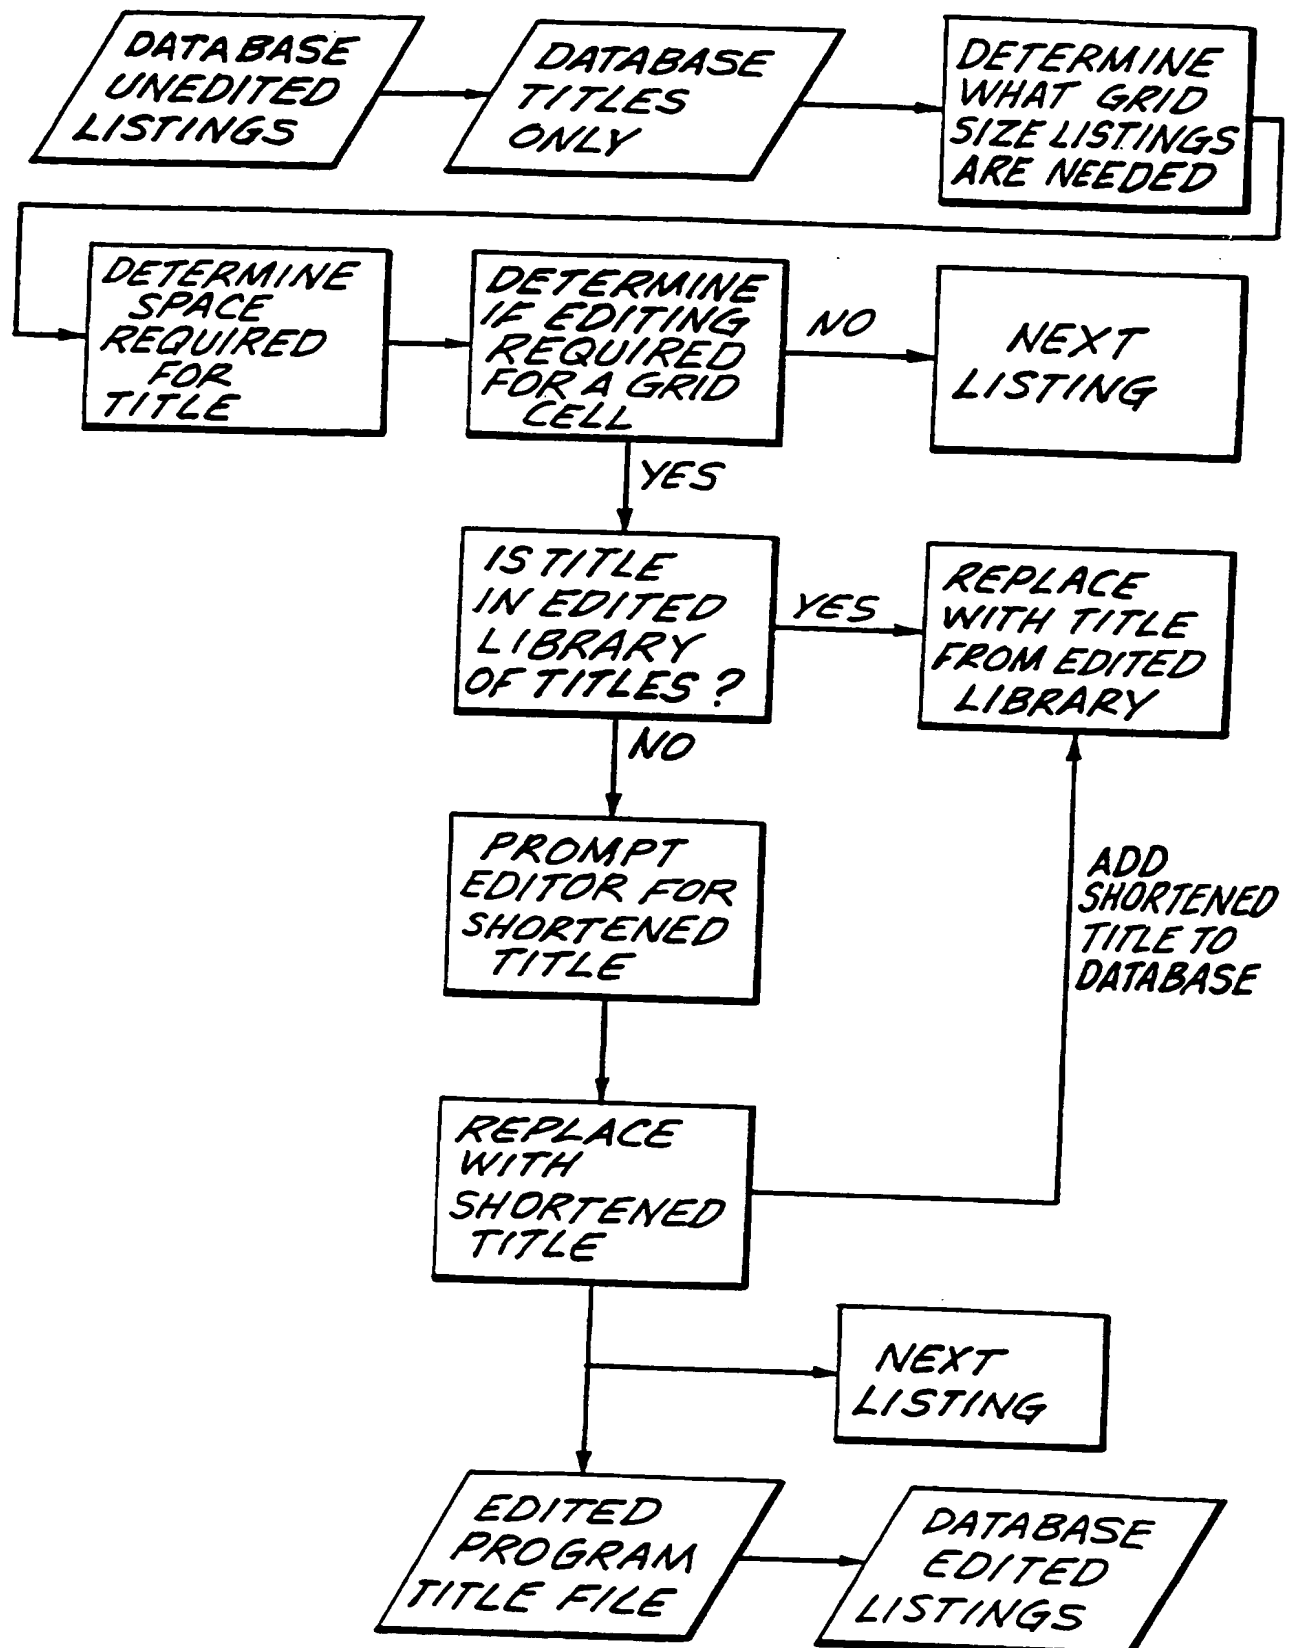 DATABASE
UNEDITED
LISTINGS
DATABASE
TITLES
ONLY
DETERMINE
WHAT GRID
SIZE LISTINGS
ARE NEEDED
DETERMINE
SPACE
REQUIRED
FOR
TITLE
DETERMINE
IF EDITING
REQUIRED
FOR A GRID
CELL
NO
NEXT
LISTING
YES
IS TITLE
IN EDITED
LIBRARY
OF TITLES?
YES
REPLACE
WITH TITLE
FROM EDITED
LIBRARY
NO
PROMPT
EDITOR FOR
SHORTENED
TITLE
ADD
SHORTENED
TITLE TO
DATABASE
REPLACE
WITH
SHORTENED
TITLE
NEXT
LISTING
EDITED
PROGRAM
TITLE FILE
DATABASE
EDITED
LISTINGS